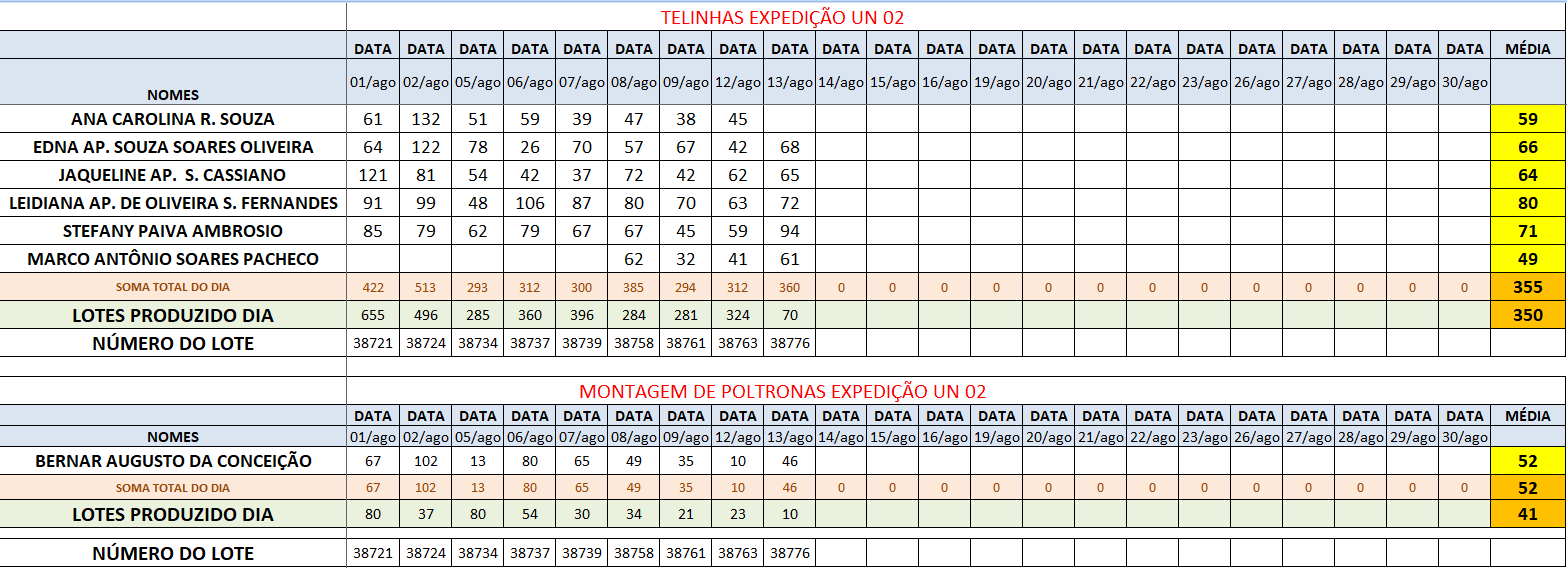 TELINHAS EXPEDIÇÃO UN 02
DATA DATA DATA DATA DATA DATA DATA DATA DATA DATA DATA DATA DATA DATA DATA DATA DATA DATA DATA DATA DATA DATA MÉDIA
NOMES 01/ago 02/ago 05/ago 06/ago 07/ago 08/ago 09/ago 12/ago 13/ago 14/ago 15/ago 16/ago 19/ago 20/ago 21/ago 22/ago 23/ago 26/ago 27/ago 28/ago 29/ago 30/ago
ANA CAROLINA R. SOUZA 61 132 51 59 39 47 38 45 59
EDNA AP. SOUZA SOARES OLIVEIRA 64 122 78 26 70 57 67 42 68 66
JAQUELINE AP. S. CASSIANO 121 81 54 42 37 72 42 62 65 64
LEIDIANA AP. DE OLIVEIRA S. FERNANDES 91 99 48 106 87 80 70 63 72 80
STEFANY PAIVA AMBROSIO 85 79 62 79 67 67 45 59 94 71
MARCO ANTÔNIO SOARES PACHECO 62 32 41 61 49
SOMA TOTAL DO DIA 422 513 293 312 300 385 294 312 360 0 0 0 0 0 0 0 0 0 0 0 0 0 355
LOTES PRODUZIDO DIA 655 496 285 360 396 284 281 324 70 350
NÚMERO DO LOTE 38721 38724 38734 38737 38739 38758 38761 38763 38776
MONTAGEM DE POLTRONAS EXPEDIÇÃO UN 02
DATA DATA DATA DATA DATA DATA DATA DATA DATA DATA DATA DATA DATA DATA DATA DATA DATA DATA DATA DATA DATA DATA MÉDIA
NOMES 01/ago 02/ago 05/ago 06/ago 07/ago 08/ago 09/ago 12/ago 13/ago 14/ago 15/ago 16/ago 19/ago 20/ago 21/ago 22/ago 23/ago 26/ago 27/ago 28/ago 29/ago 30/ago
BERNAR AUGUSTO DA CONCEIÇÃO 67 102 13 80 65 49 35 10 46 52
SOMA TOTAL DO DIA 67 102 13 80 65 49 35 10 46 0 0 0 0 0 0 0 0 0 0 0 0 0 52
LOTES PRODUZIDO DIA 80 37 80 54 30 34 21 23 10 41
NÚMERO DO LOTE 38721 38724 38734 38737 38739 38758 38761 38763 38776